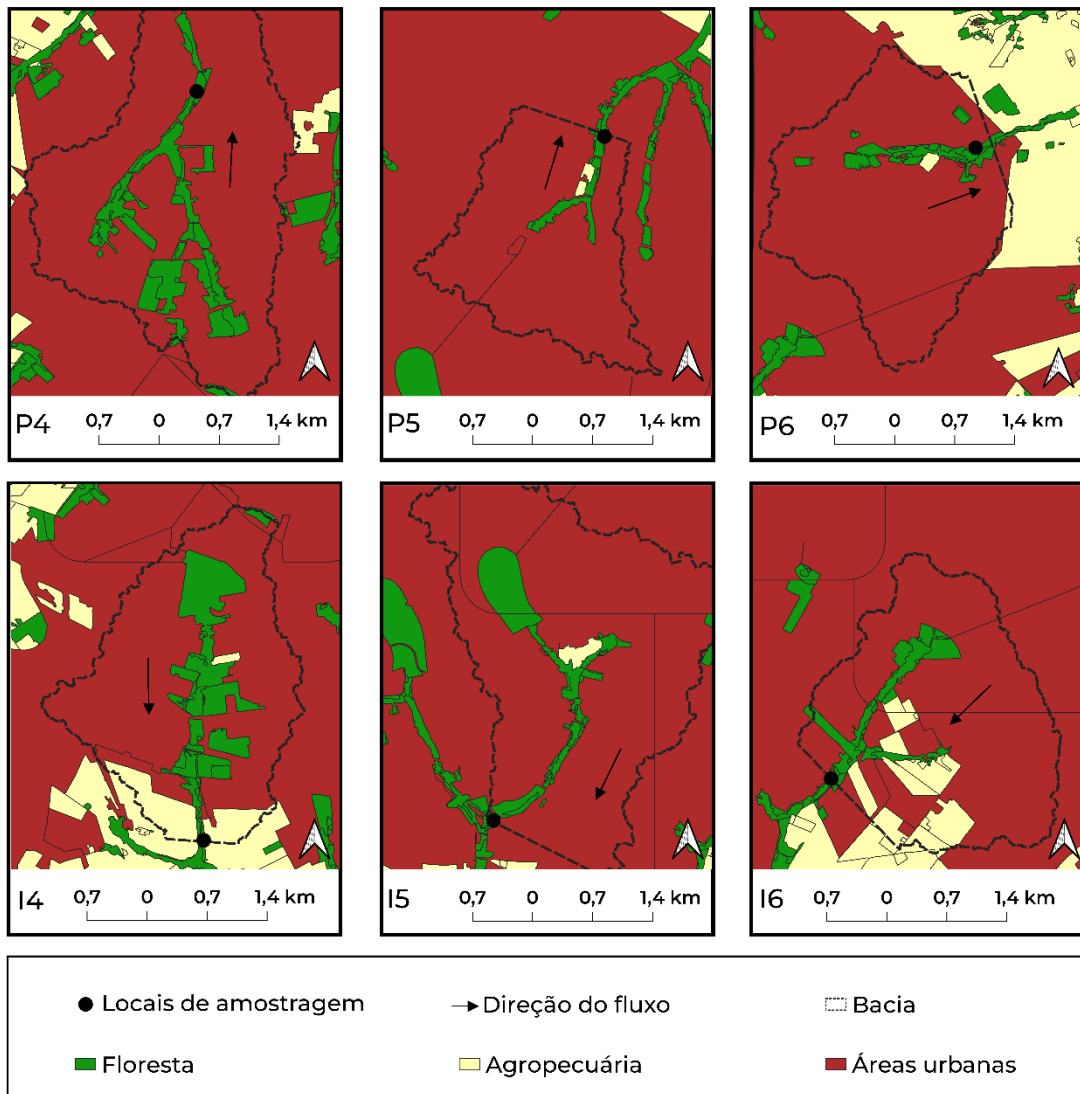 P4 0,7 0 0,7 1,4 km
P5 0,7 0 0,7 1,4 km
P6 0,7 0 0,7 1,4 km
I4 0,7 0 0,7 1,4 km
I5 0,7 0 0,7 1,4 km
I6 0,7 0 0,7 1,4 km
Locais de amostragem
Direção do fluxo
Bacia
Floresta
Agropecuária
Áreas urbanas